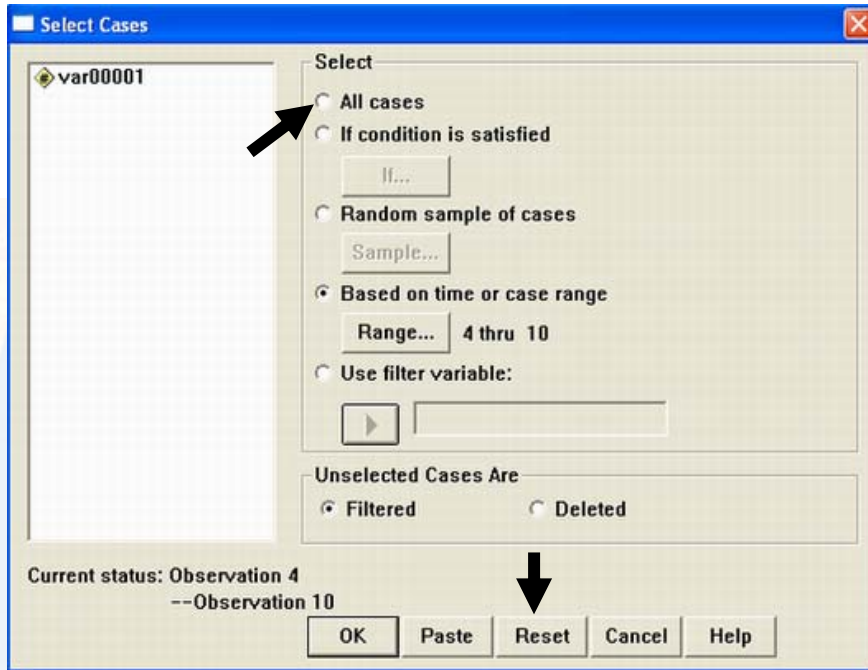 Select Cases
var00001
Select
All cases
If condition is satisfied
If...
Random sample of cases
Sample...
Based on time or case range
Range... 4 thru 10
Use filter variable:
Unselected Cases Are
Filtered Deleted
Current status: Observation 4
--Observation 10
OK Paste Reset Cancel Help